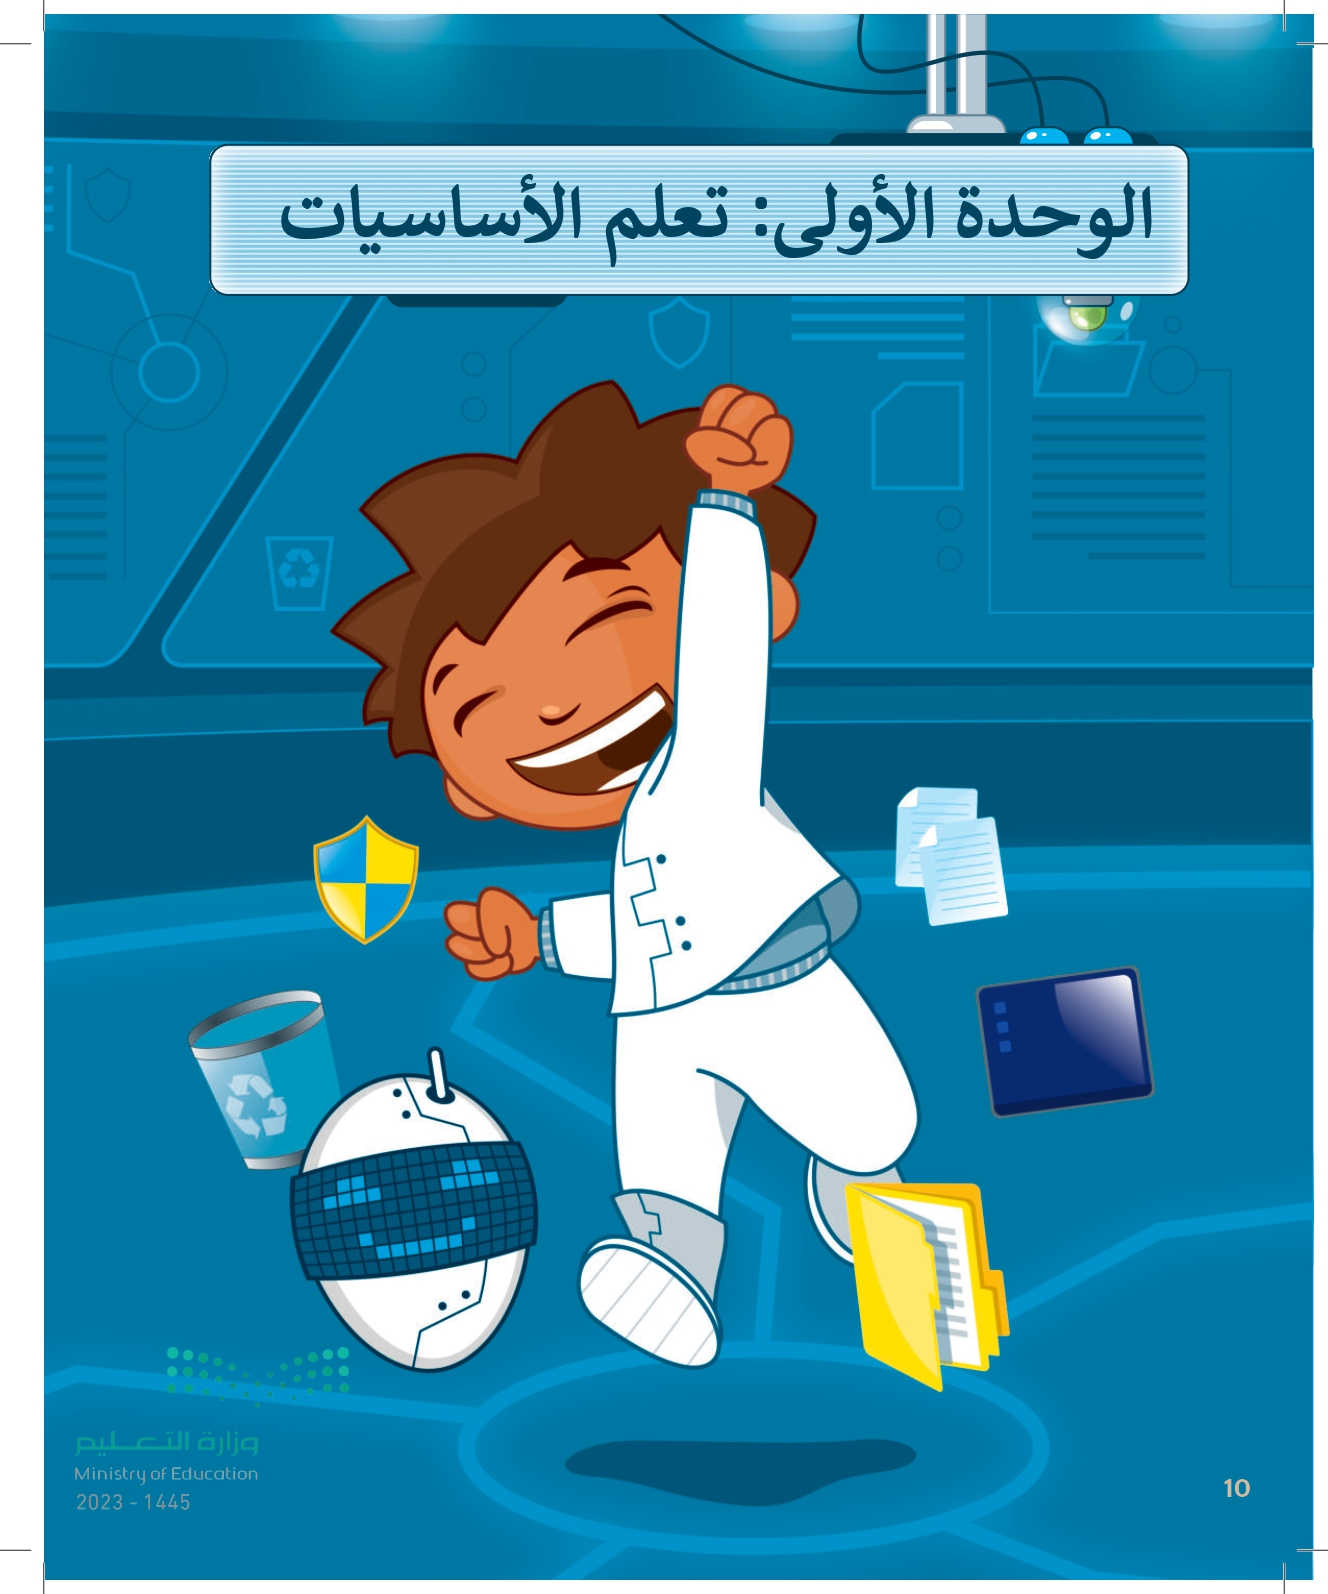 الوحدة الأولى: تعلم الأساسيات
وزارة التعليم
Ministry of Education
2023 - 1445
10